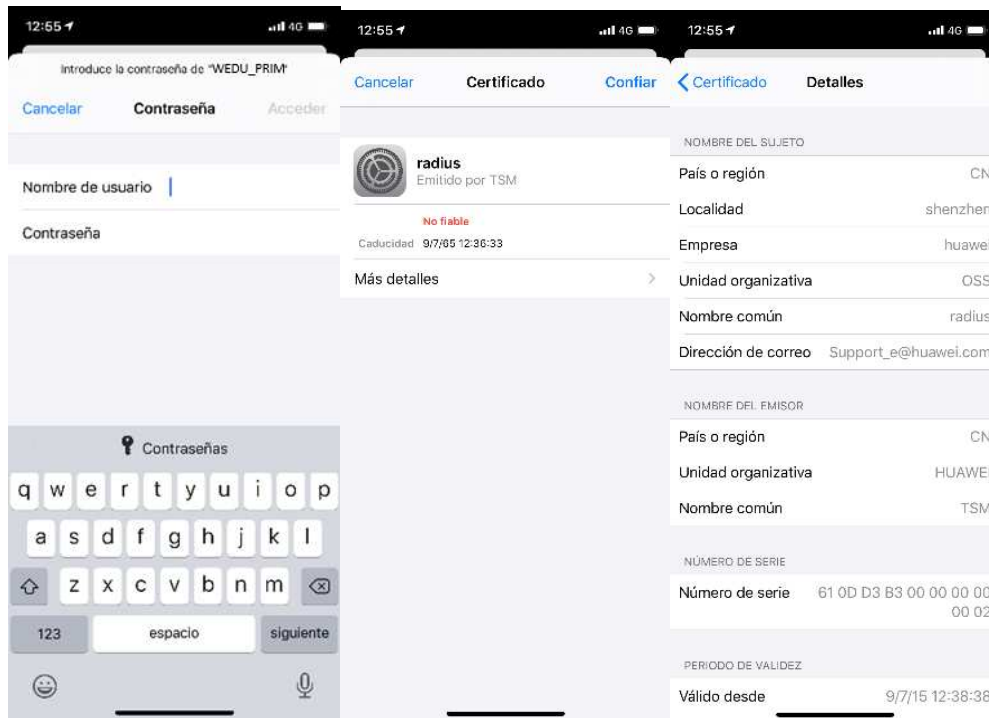 12:55
4G
Introduce la contraseña de "WEDU_PRIM"
Cancelar Contraseña Acceder
Nombre de usuario
Contraseña
Contraseñas
q w e r t y u i o p
a s d f g h j k l
z x c v b n m
123 espacio siguiente
12:55
4G
Cancelar Certificado Confiar
radius
Emitido por TSM
No fiable
Caducidad 9/7/65 12:36:33
Más detalles
12:55
4G
Certificado Detalles
NOMBRE DEL SUJETO
País o región CN
Localidad shenzhen
Empresa huawei
Unidad organizativa OSS
Nombre común radius
Dirección de correo Support_e@huawei.com
NOMBRE DEL EMISOR
País o región CN
Unidad organizativa HUAWEI
Nombre común TSM
NÚMERO DE SERIE
Número de serie 61 0D D3 B3 00 00 00 00
00 02
PERIODO DE VALIDEZ
Válido desde 9/7/15 12:38:38